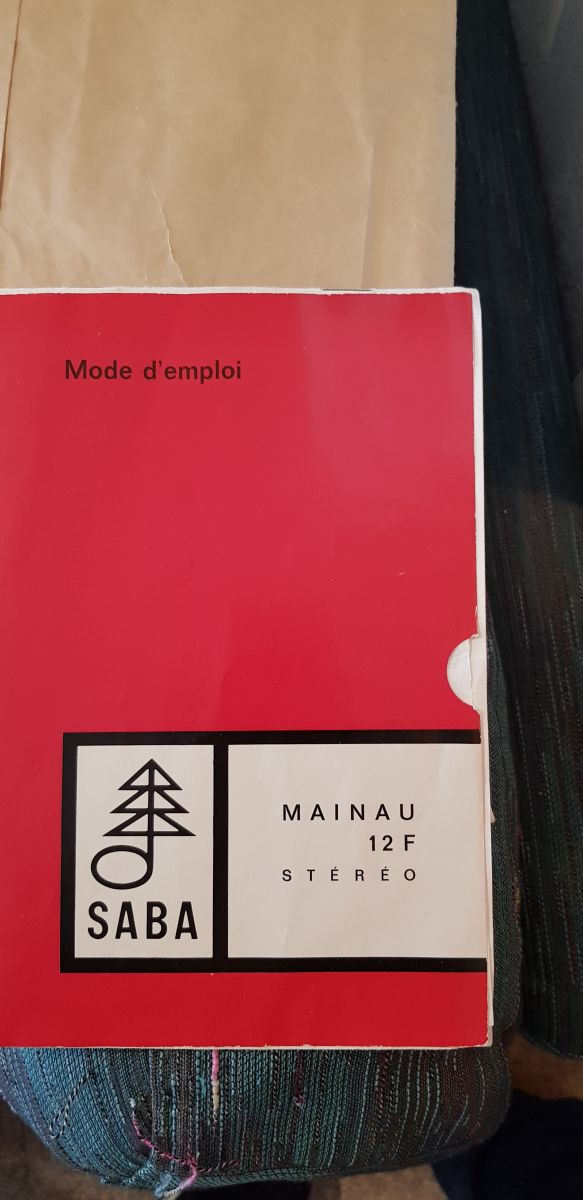 Mode d'emploi
SABA
MAINAU
12 F
STÉRÉO